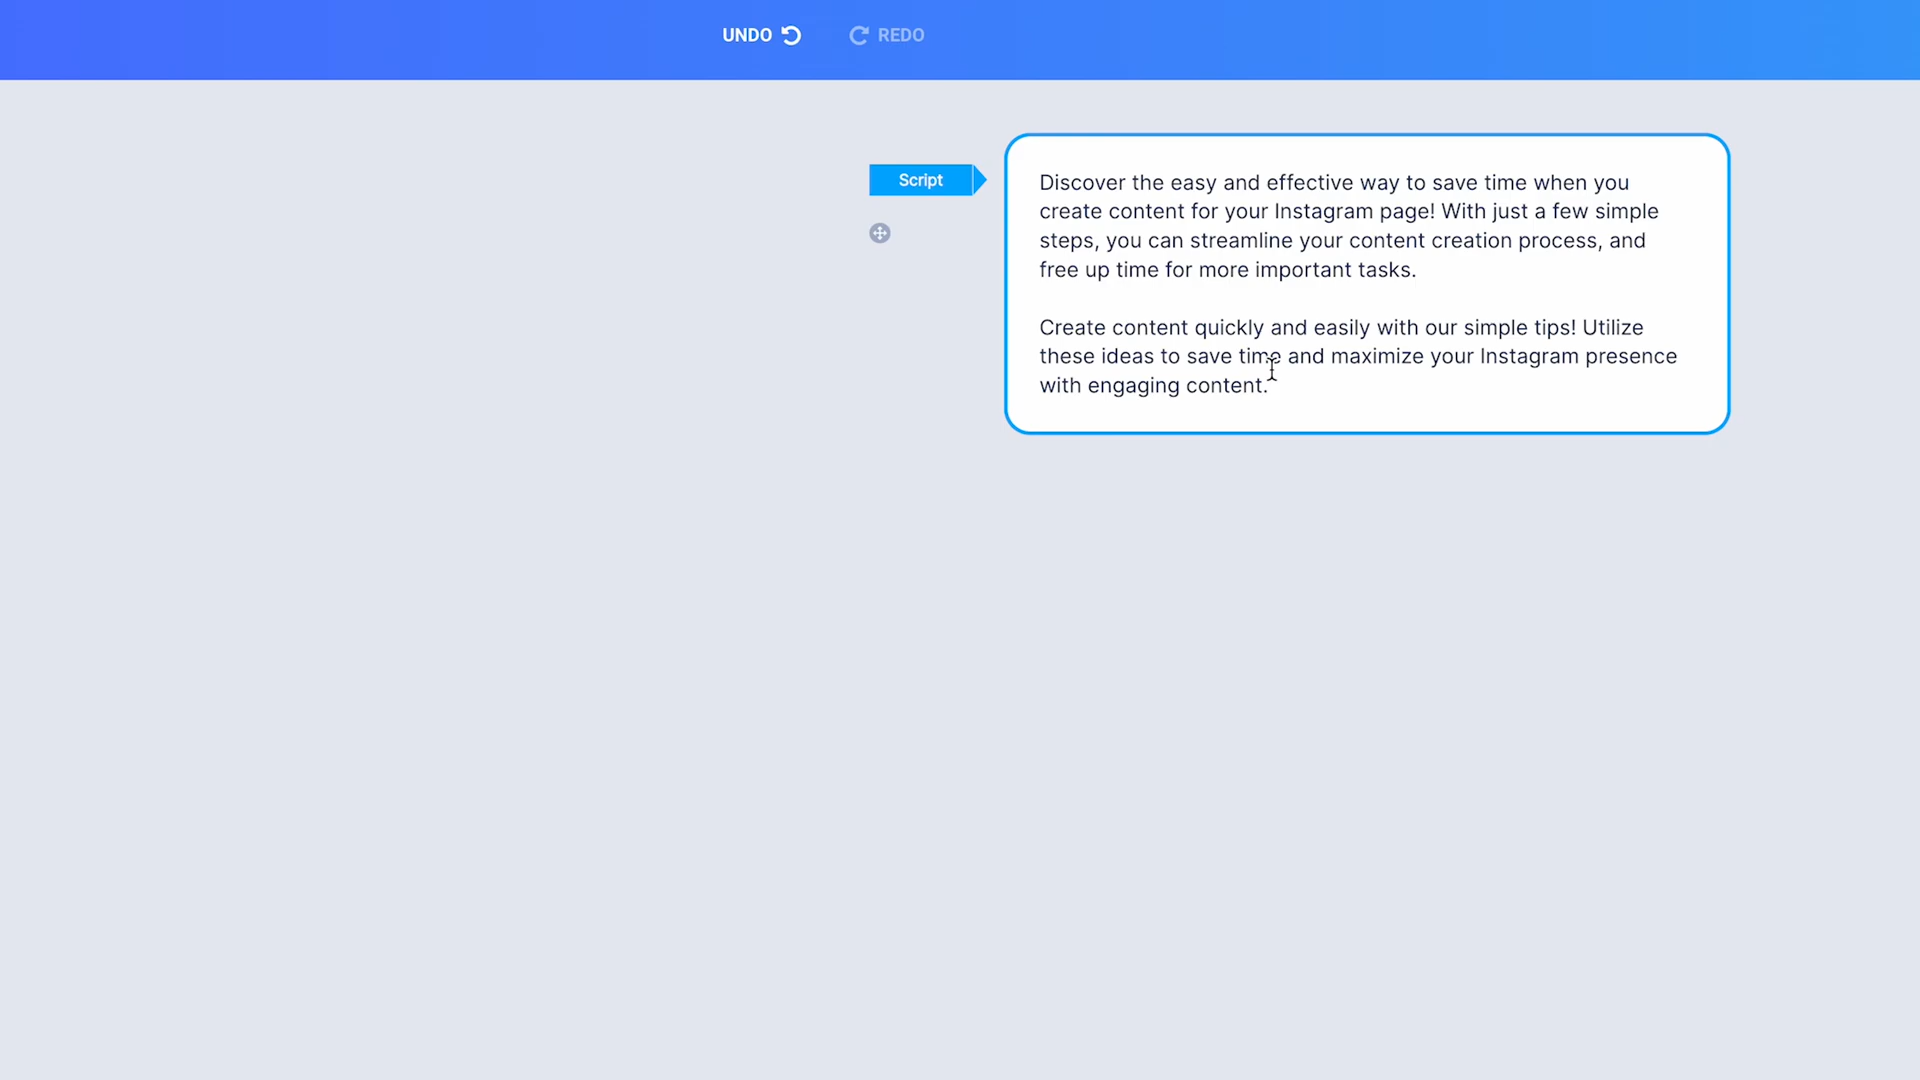 UNDO
REDO
Script
Discover the easy and effective way to save time when you
create content for your Instagram page! With just a few simple
steps, you can streamline your content creation process, and
free up time for more important tasks.
Create content quickly and easily with our simple tips! Utilize
these ideas to save time and maximize your Instagram presence
with engaging content.